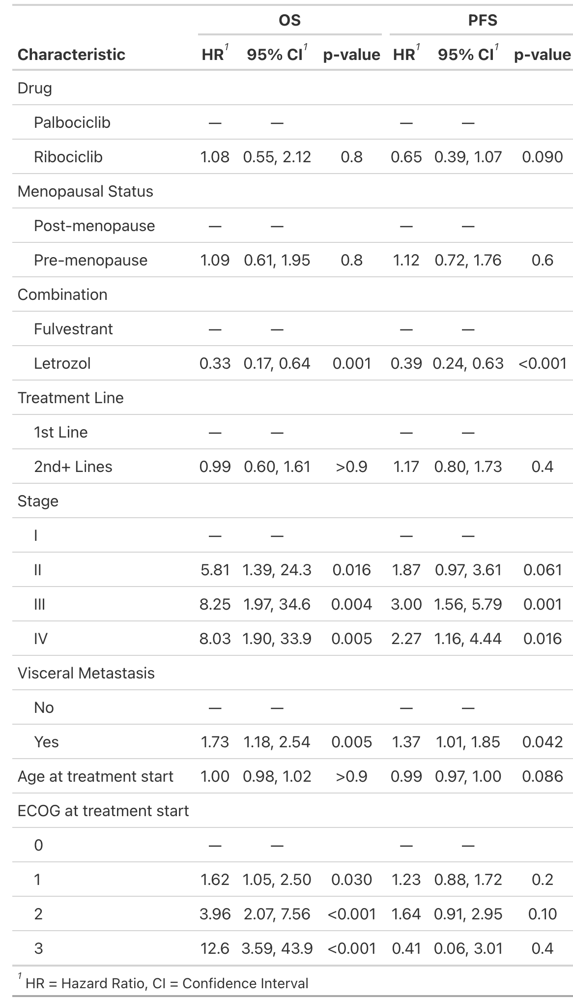 OS PFS
Characteristic HR1 95% CI1 p-value HR1 95% CI1 p-value
Drug
Palbociclib — — — —
Ribociclib 1.08 0.55, 2.12 0.8 0.65 0.39, 1.07 0.090
Menopausal Status
Post-menopause — — — —
Pre-menopause 1.09 0.61, 1.95 0.8 1.12 0.72, 1.76 0.6
Combination
Fulvestrant — — — —
Letrozol 0.33 0.17, 0.64 0.001 0.39 0.24, 0.63 <0.001
Treatment Line
1st Line — — — —
2nd+ Lines 0.99 0.60, 1.61 >0.9 1.17 0.80, 1.73 0.4
Stage
I — — — —
II 5.81 1.39, 24.3 0.016 1.87 0.97, 3.61 0.061
III 8.25 1.97, 34.6 0.004 3.00 1.56, 5.79 0.001
IV 8.03 1.90, 33.9 0.005 2.27 1.16, 4.44 0.016
Visceral Metastasis
No — — — —
Yes 1.73 1.18, 2.54 0.005 1.37 1.01, 1.85 0.042
Age at treatment start 1.00 0.98, 1.02 >0.9 0.99 0.97, 1.00 0.086
ECOG at treatment start
0 — — — —
1 1.62 1.05, 2.50 0.030 1.23 0.88, 1.72 0.2
2 3.96 2.07, 7.56 <0.001 1.64 0.91, 2.95 0.10
3 12.6 3.59, 43.9 <0.001 0.41 0.06, 3.01 0.4
1 HR = Hazard Ratio, CI = Confidence Interval